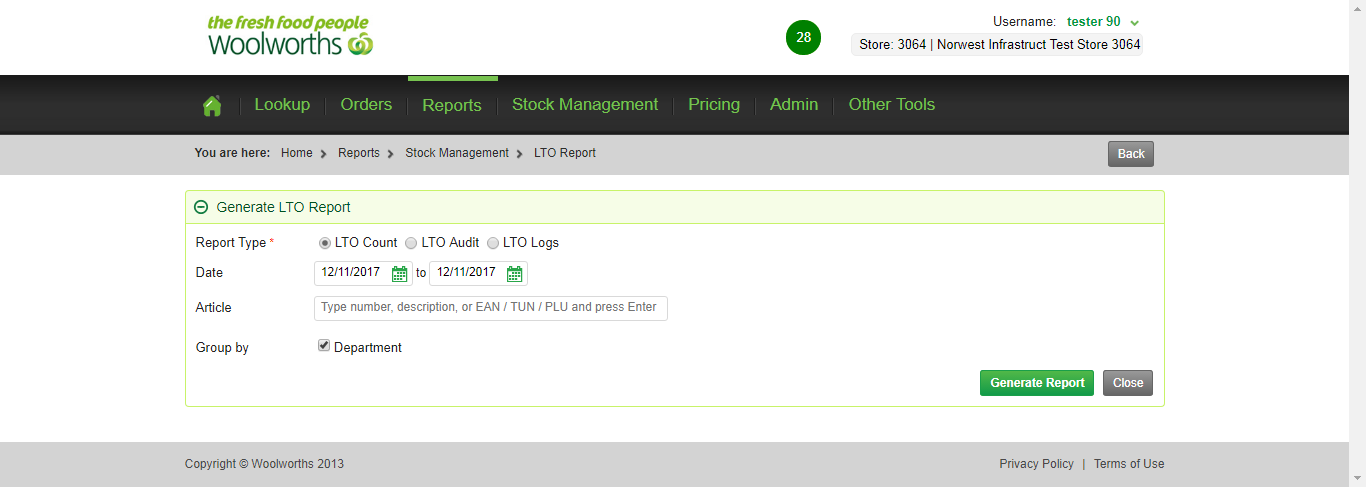 the fresh food people
Woolworths
28
Username: tester 90
Store: 3064 | Norwest Infrastruct Test Store 3064
Lookup Orders Reports Stock Management Pricing Admin Other Tools
You are here: Home Reports Stock Management LTO Report Back
Generate LTO Report
Report Type * LTO Count LTO Audit LTO Logs
Date 12/11/2017 to 12/11/2017
Article Type number, description, or EAN / TUN / PLU and press Enter
Group by Department
Generate Report Close
Copyright © Woolworths 2013 Privacy Policy | Terms of Use